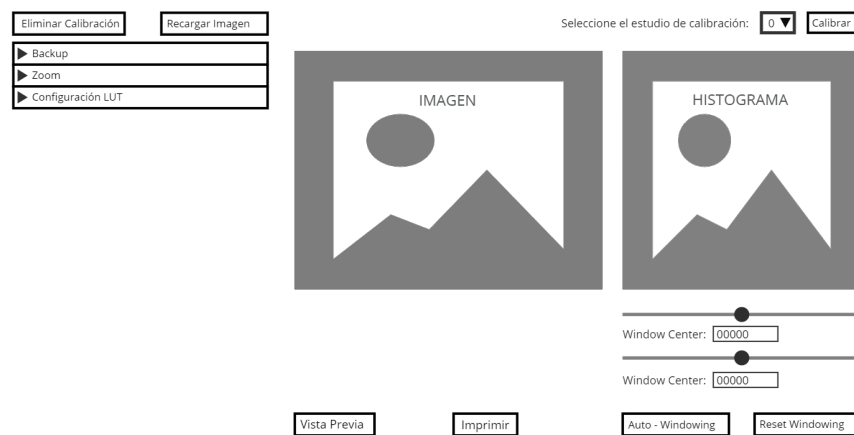 Eliminar Calibración
Recargar Imagen
Seleccione el estudio de calibración:
0
Calibrar
Backup
Zoom
Configuración LUT
IMAGEN
HISTOGRAMA
Window Center:
00000
Window Center:
00000
Vista Previa
Imprimir
Auto - Windowing
Reset Windowing